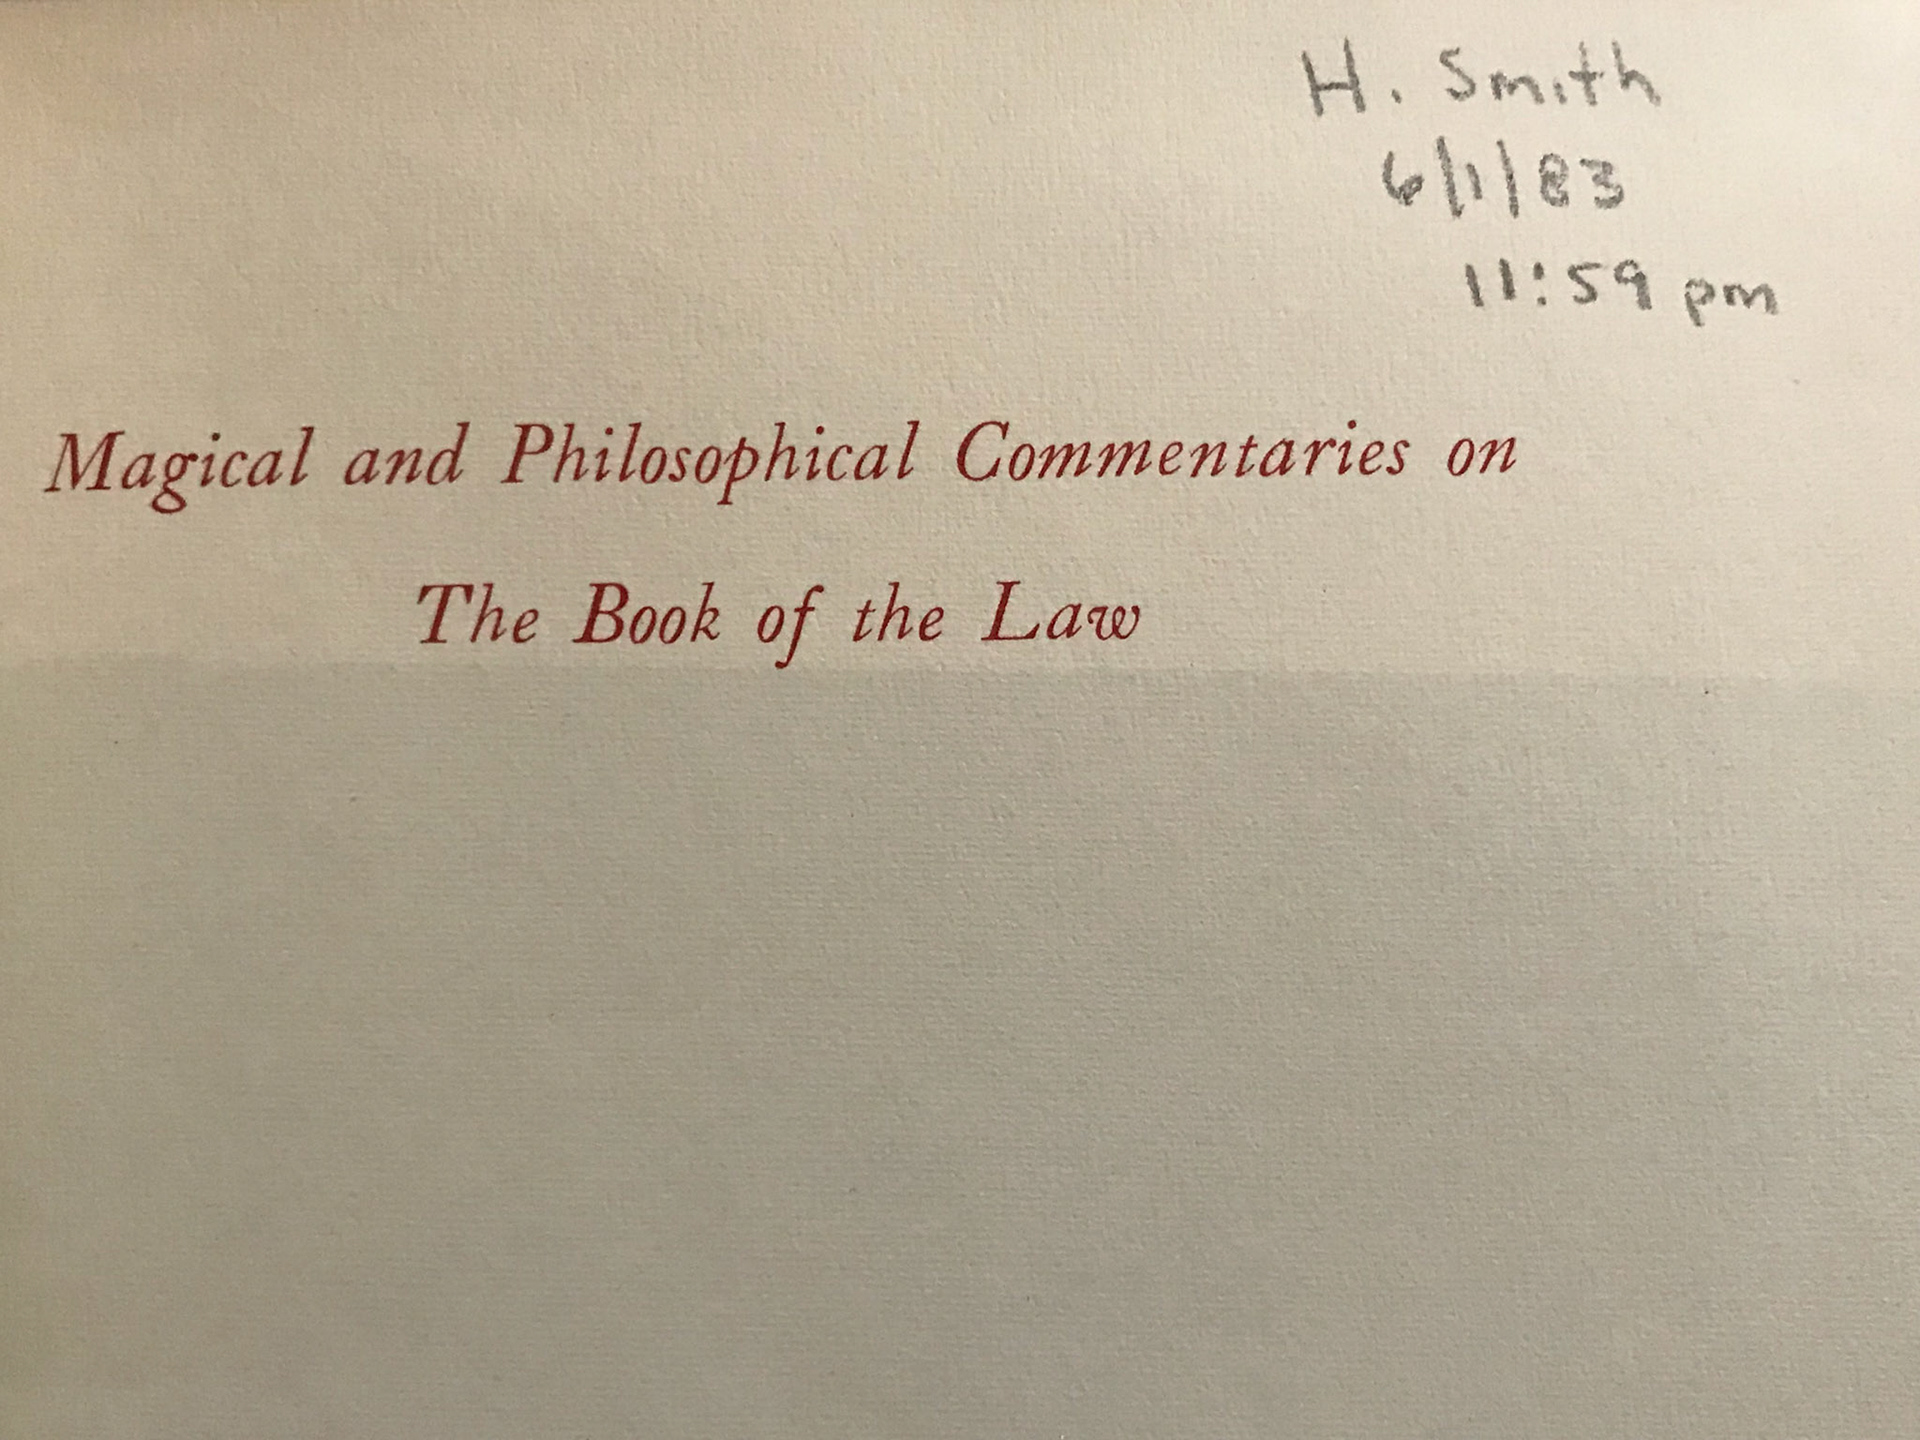 H. Smith
6/1/83
11:59 pm
Magical and Philosophical Commentaries on
The Book of the Law